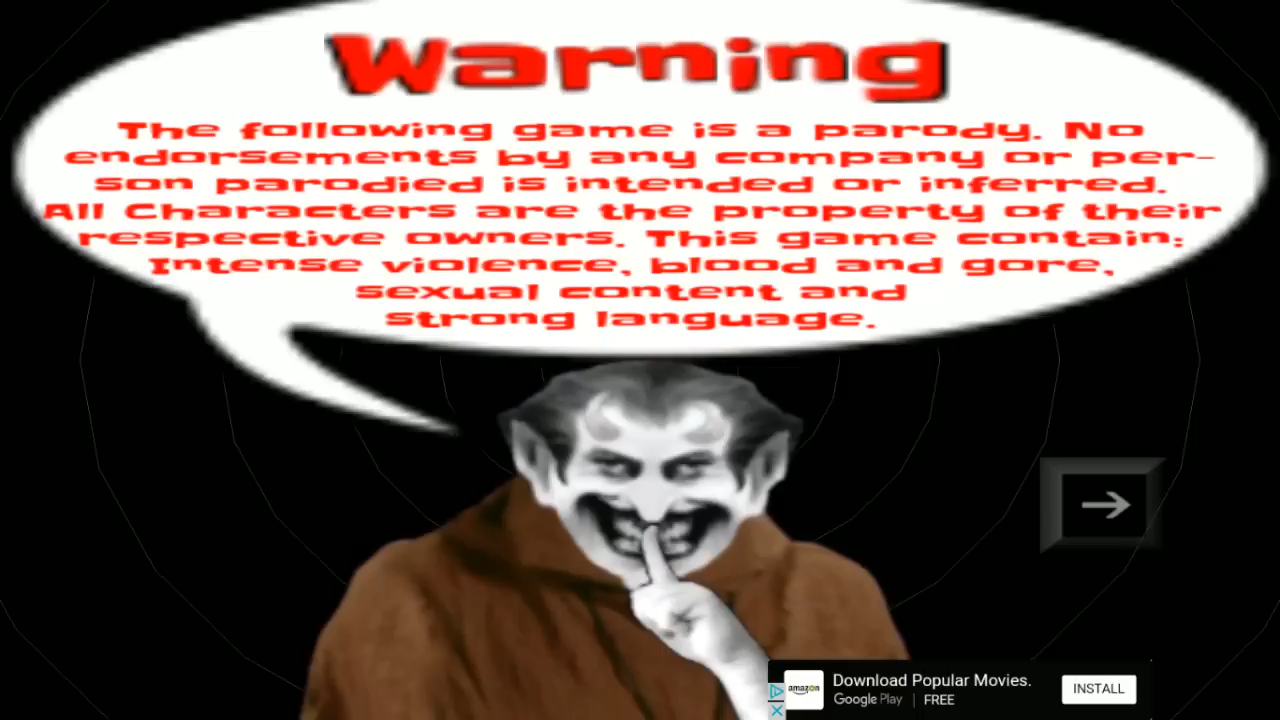 Warning
The following game is a parody. No
endorsements by any company or per-
son parodied is intended or inferred.
All Characters are the property of their
respective owners. This game contain:
Intense violence, blood and gore,
sexual content and
strong language.
amazon
Download Popular Movies.
Google Play | FREE
INSTALL